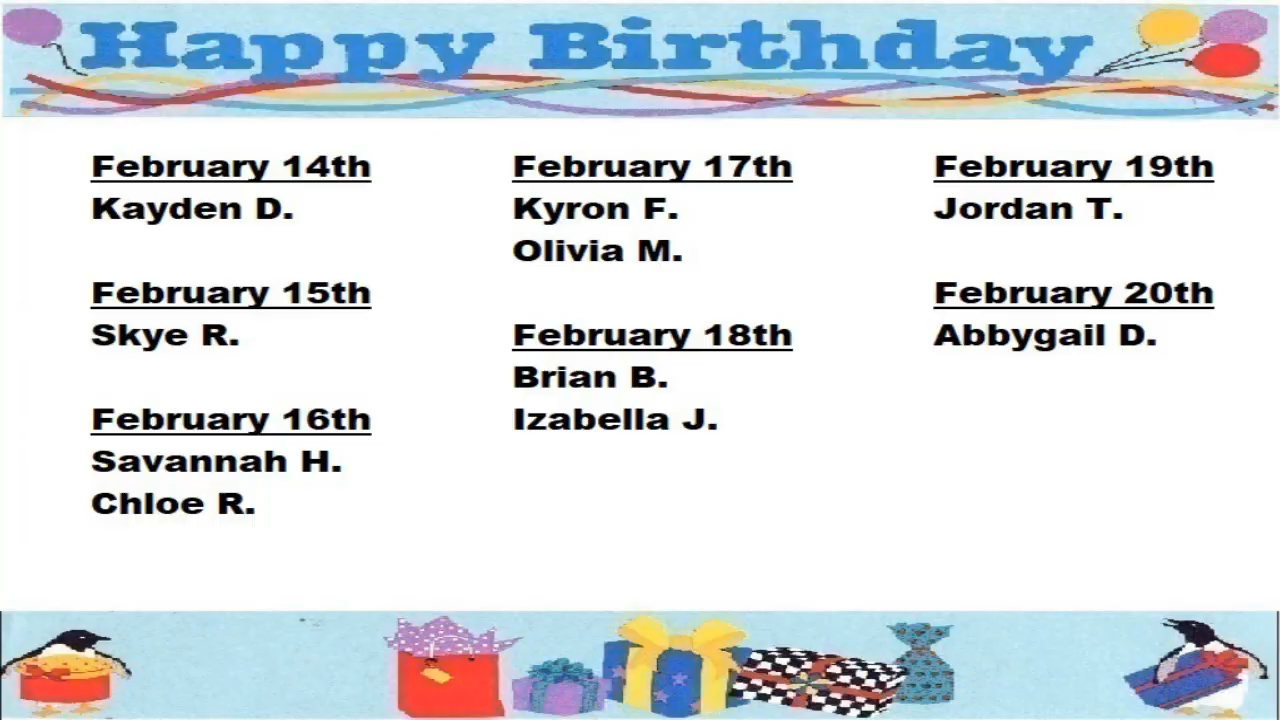 Happy Birthday
February 14th
Kayden D.
February 15th
Skye R.
February 16th
Savannah H.
Chloe R.
February 17th
Kyron F.
Olivia M.
February 18th
Brian B.
Izabella J.
February 19th
Jordan T.
February 20th
Abbygail D.